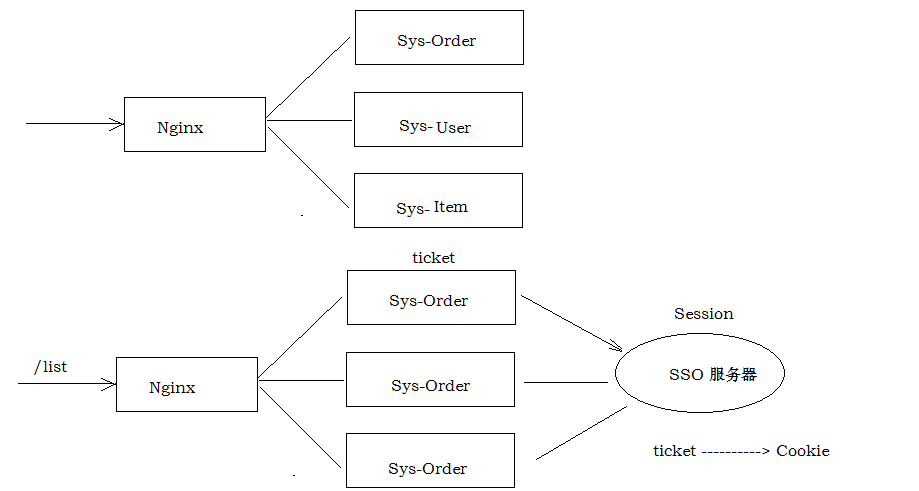 Sys-Order
Nginx
Sys-User
Sys-Item
ticket
Sys-Order
Session
/list
Nginx
Sys-Order
SSO 服务器
Sys-Order
ticket ----------> Cookie